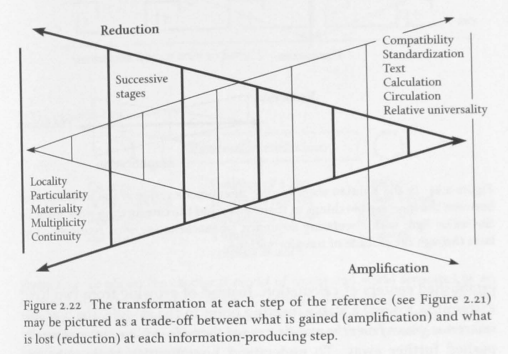 Reduction
Successive
stages
Compatibility
Standardization
Text
Calculation
Circulation
Relative universality
Locality
Particularity
Materiality
Multiplicity
Continuity
Amplification
Figure 2.22 The transformation at each step of the reference (see Figure 2.21)
may be pictured as a trade-off between what is gained (amplification) and what
is lost (reduction) at each information-producing step.